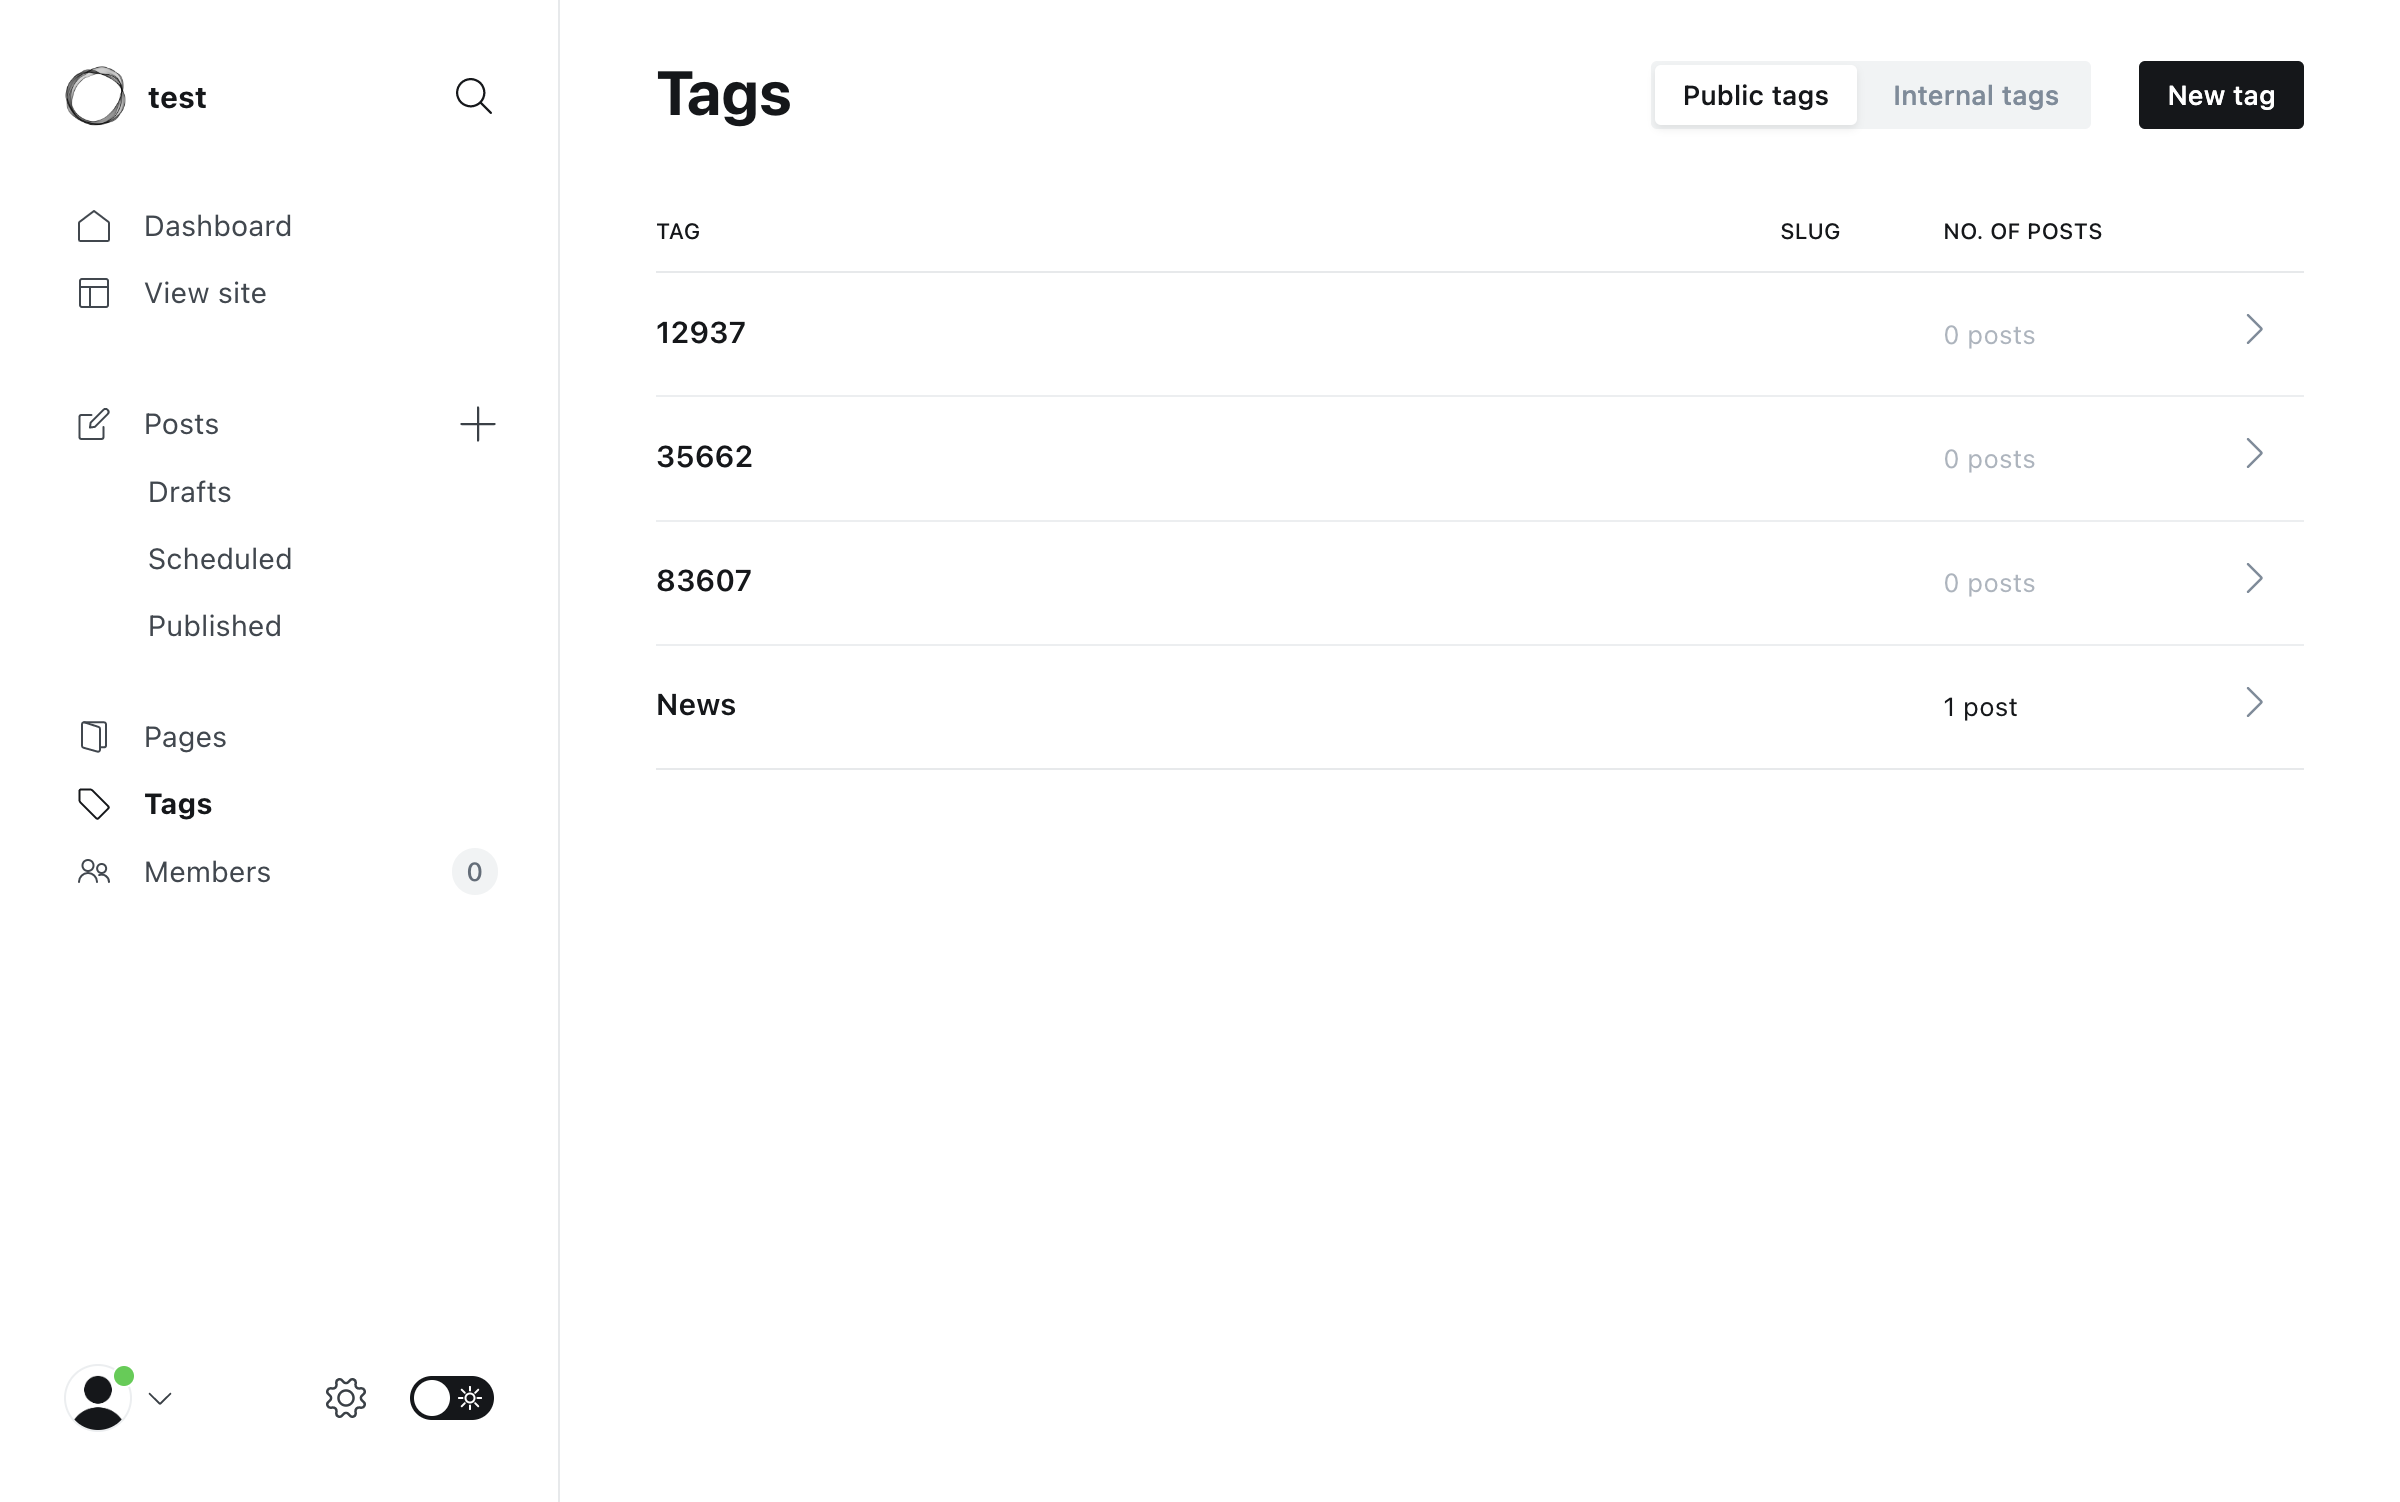 test
Dashboard
View site
Posts
Drafts
Scheduled
Published
Pages
Tags
Members 0
Tags
Public tags Internal tags New tag
TAG SLUG NO. OF POSTS
12937 0 posts
35662 0 posts
83607 0 posts
News 1 post